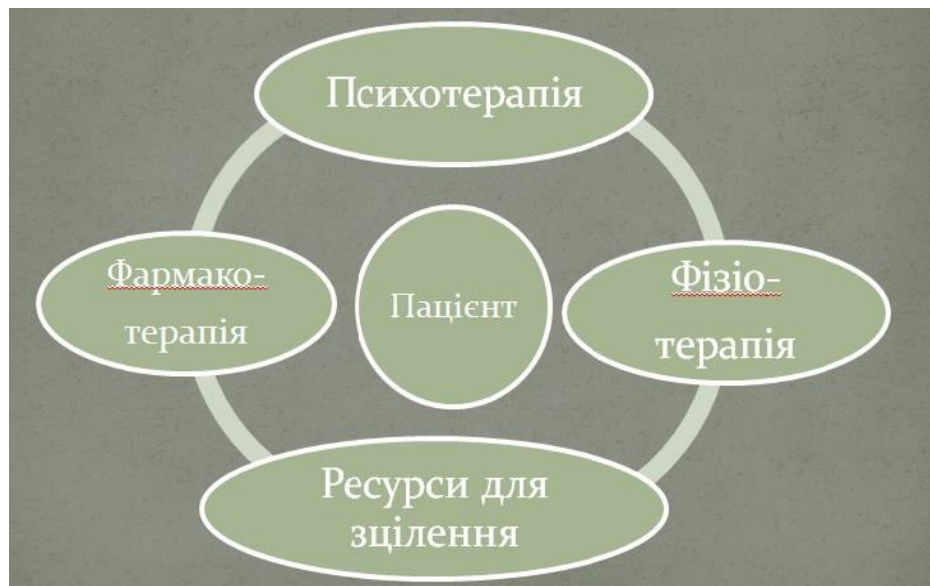 Психотерапія
Фармако-
терапія
Пацієнт
Фізіо-
терапія
Ресурси для
зцілення